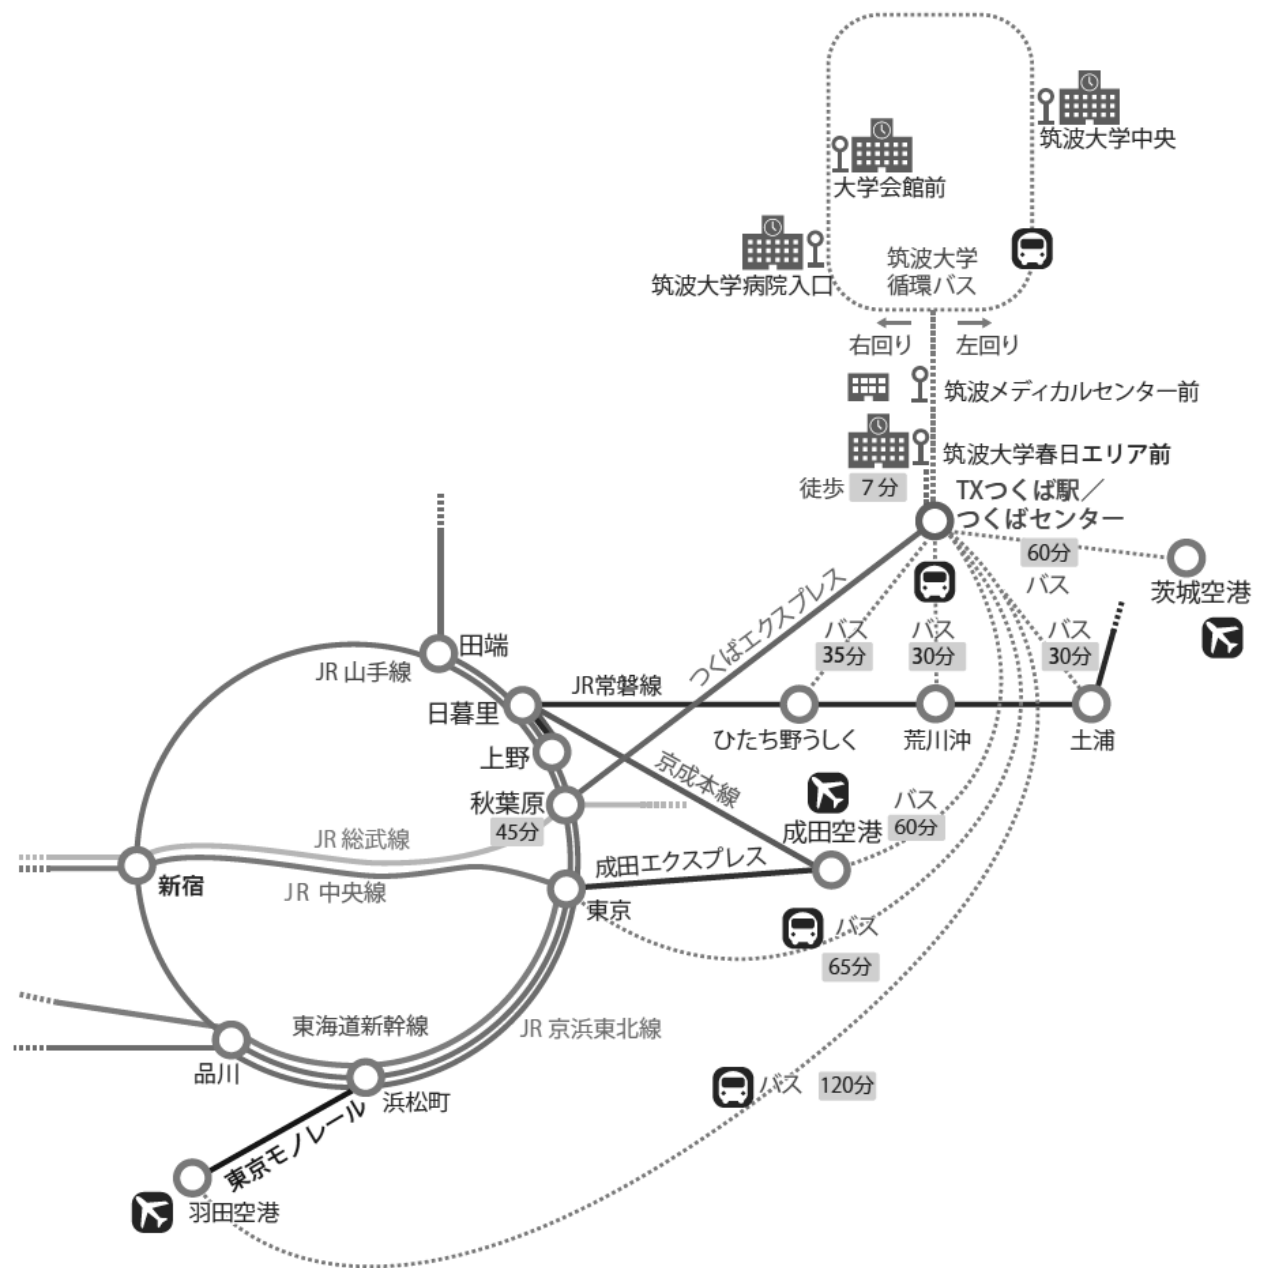 筑波大学中央
大学会館前
筑波大学病院入口
筑波大学
循環バス
右回り
左回り
筑波メディカルセンター前
筑波大学春日エリア前
徒歩
7分
TXつくば駅／
つくばセンター
60分
バス
茨城空港
つくばエクスプレス
バス
35分
バス
30分
バス
30分
田端
JR 山手線
日暮里
JR常磐線
ひたち野うしく
荒川沖
土浦
上野
京成本線
秋葉原
45分
成田空港
バス
60分
JR 総武線
成田エクスプレス
新宿
JR 中央線
東京
バス
65分
東海道新幹線
JR 京浜東北線
品川
浜松町
バス
120分
東京モノレール
羽田空港